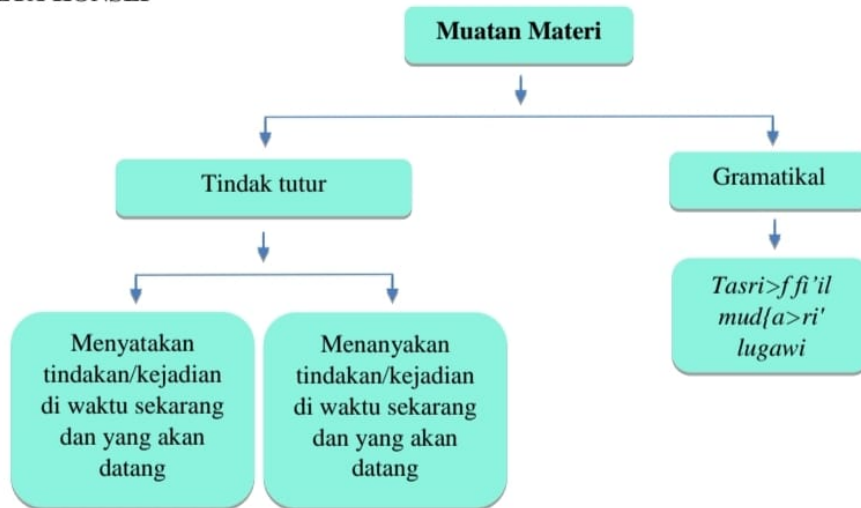 Muatan Materi
Tindak tutur
Gramatikal
Menyatakan
tindakan/kejadian
di waktu sekarang
dan yang akan
datang
Menanyakan
tindakan/kejadian
di waktu sekarang
dan yang akan
datang
Tasri>f fi’il
mud{a>ri'
lugawi